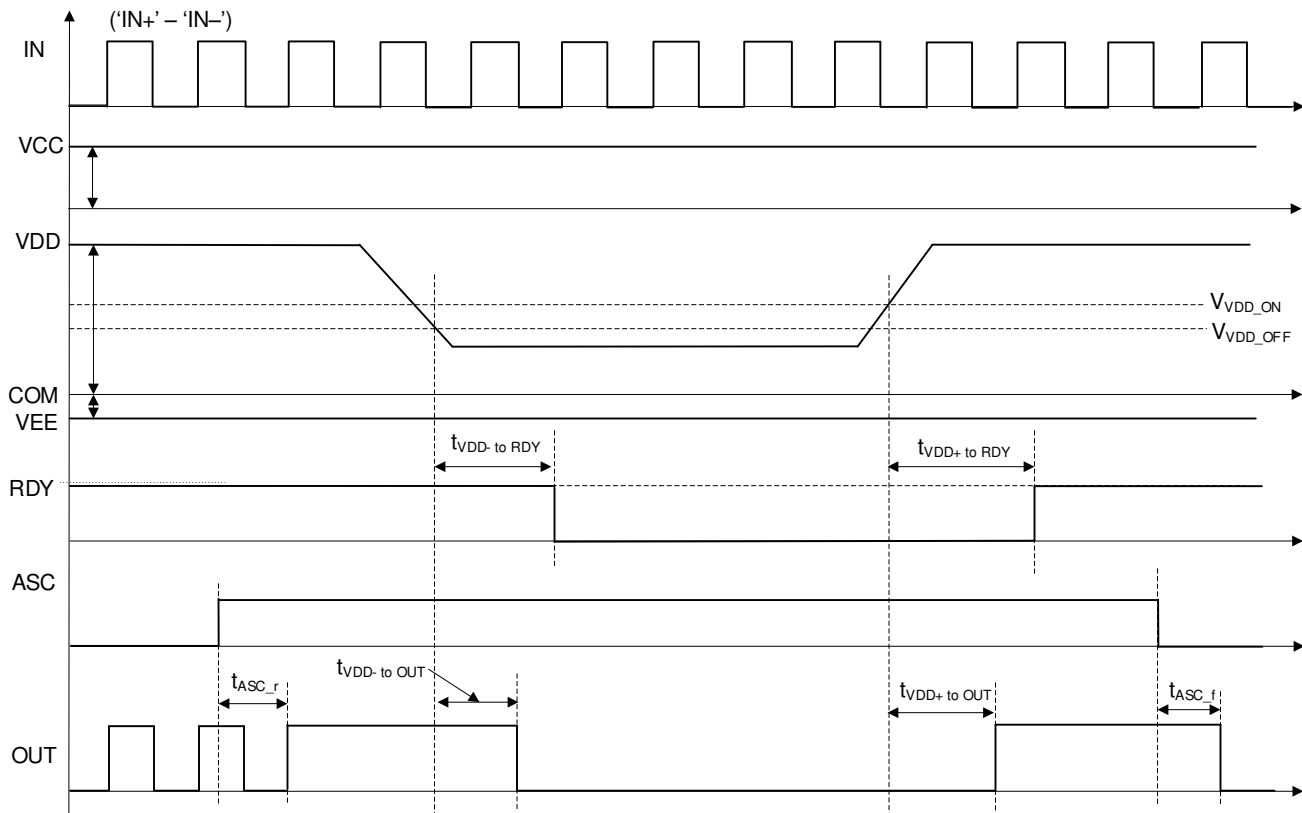 (‘IN+’ – ‘IN–’)
IN
VCC
VDD
VVDD_ON
VVDD_OFF
COM
VEE
tVDD- to RDY
tVDD+ to RDY
RDY
ASC
tASC_r
tVDD- to OUT
tVDD+ to OUT
tASC_f
OUT